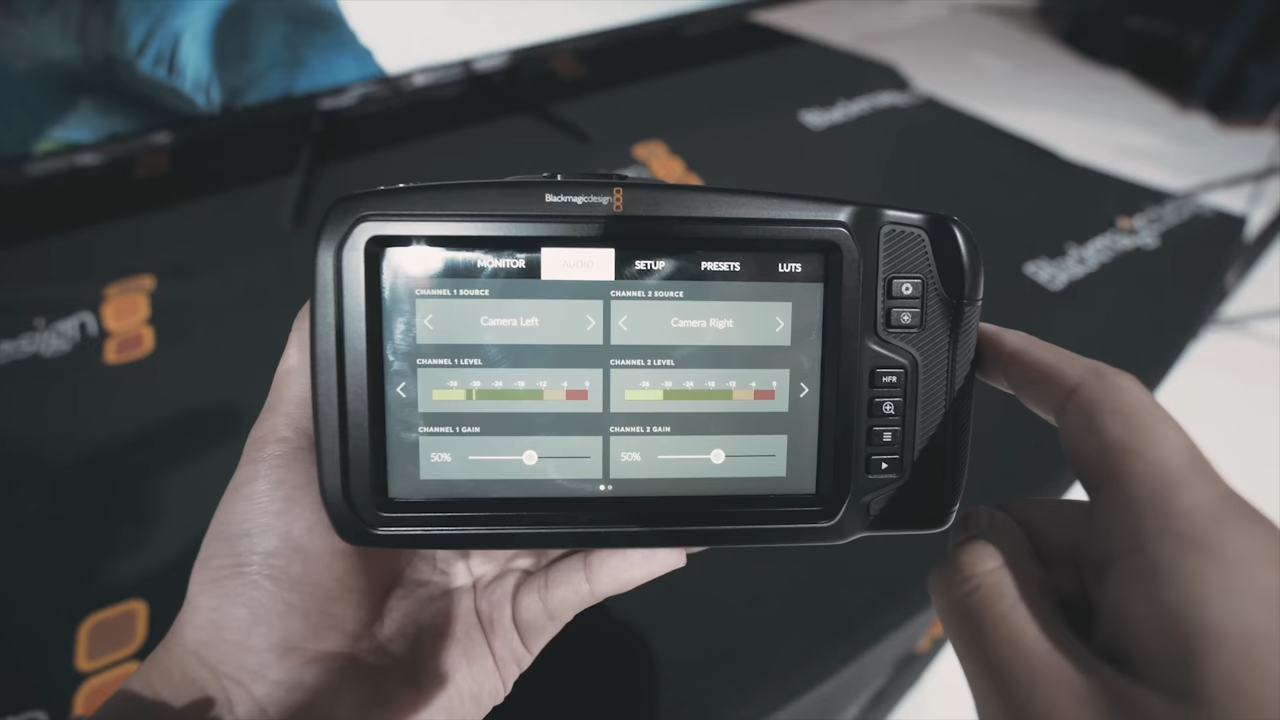 Blackmagicdesign
Blackmagicdesign
design
Blackmagicdesign
MONITOR AUDIO SETUP PRESETS LUTS
CHANNEL 1 SOURCE CHANNEL 2 SOURCE
Camera Left Camera Right
CHANNEL 1 LEVEL CHANNEL 2 LEVEL
-36 -30 -24 -18 -12 -6 0 -36 -30 -24 -18 -12 -6 0
CHANNEL 1 GAIN CHANNEL 2 GAIN
50% 50%
HFR